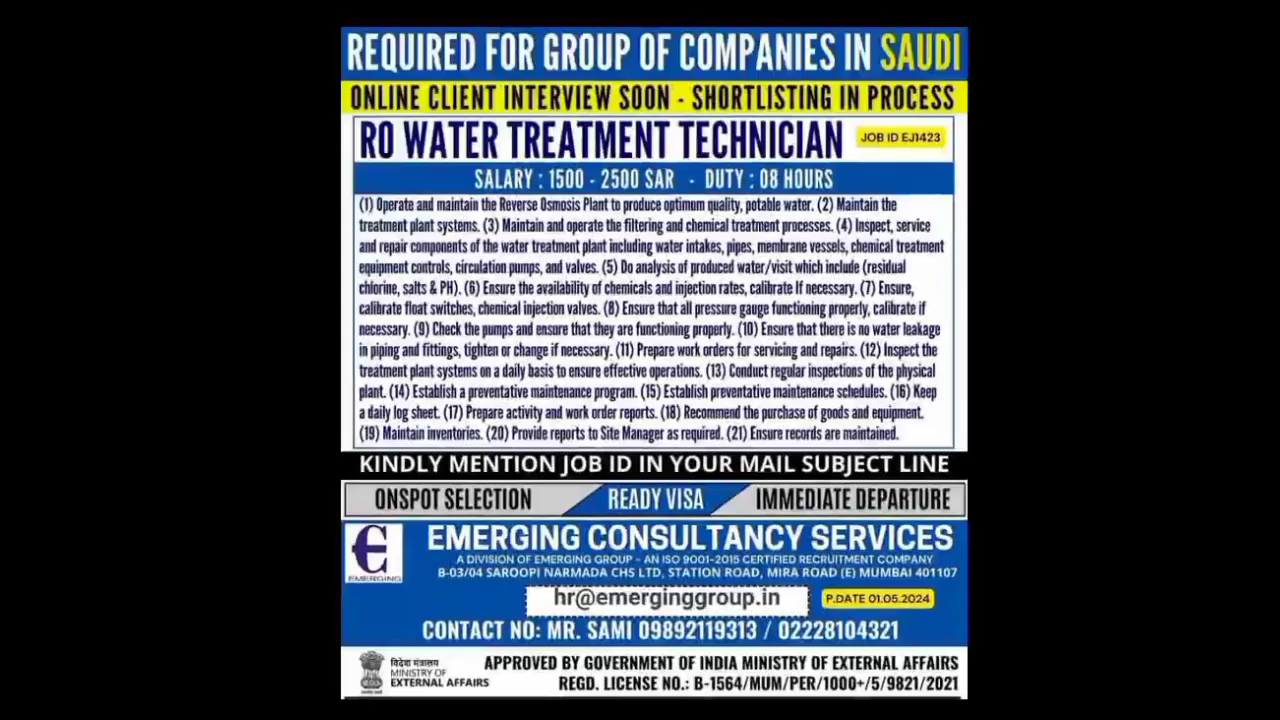 REQUIRED FOR GROUP OF COMPANIES IN SAUDI
ONLINE CLIENT INTERVIEW SOON - SHORTLISTING IN PROCESS
RO WATER TREATMENT TECHNICIAN JOB ID EJ1423
SALARY : 1500 - 2500 SAR - DUTY : 08 HOURS
(1) Operate and maintain the Reverse Osmosis Plant to produce optimum quality, potable water. (2) Maintain the
treatment plant systems. (3) Maintain and operate the filtering and chemical treatment processes. (4) Inspect, service
and repair components of the water treatment plant including water intakes, pipes, membrane vessels, chemical treatment
equipment controls, circulation pumps, and valves. (5) Do analysis of produced water/visit which include (residual
chlorine, salts & PH). (6) Ensure the availability of chemicals and injection rates, calibrate If necessary. (7) Ensure,
calibrate float switches, chemical injection valves. (8) Ensure that all pressure gauge functioning properly, calibrate if
necessary. (9) Check the pumps and ensure that they are functioning properly. (10) Ensure that there is no water leakage
in piping and fittings, tighten or change if necessary. (11) Prepare work orders for servicing and repairs. (12) Inspect the
treatment plant systems on a daily basis to ensure effective operations. (13) Conduct regular inspections of the physical
plant. (14) Establish a preventative maintenance program. (15) Establish preventative maintenance schedules. (16) Keep
a daily log sheet. (17) Prepare activity and work order reports. (18) Recommend the purchase of goods and equipment.
(19) Maintain inventories. (20) Provide reports to Site Manager as required. (21) Ensure records are maintained.
KINDLY MENTION JOB ID IN YOUR MAIL SUBJECT LINE
ONSPOT SELECTION READY VISA IMMEDIATE DEPARTURE
EMERGING CONSULTANCY SERVICES
A DIVISION OF EMERGING GROUP - AN ISO 9001-2015 CERTIFIED RECRUITMENT COMPANY
EMERGING
B-03/04 SAROOPI NARMADA CHS LTD, STATION ROAD, MIRA ROAD (E) MUMBAI 401107
hr@emerginggroup.in P.DATE 01.05.2024
CONTACT NO: MR. SAMI 09892119313 / 02228104321
विदेश मंत्रालय
MINISTRY OF
EXTERNAL AFFAIRS
APPROVED BY GOVERNMENT OF INDIA MINISTRY OF EXTERNAL AFFAIRS
REGD. LICENSE NO.: B-1564/MUM/PER/1000+/5/9821/2021